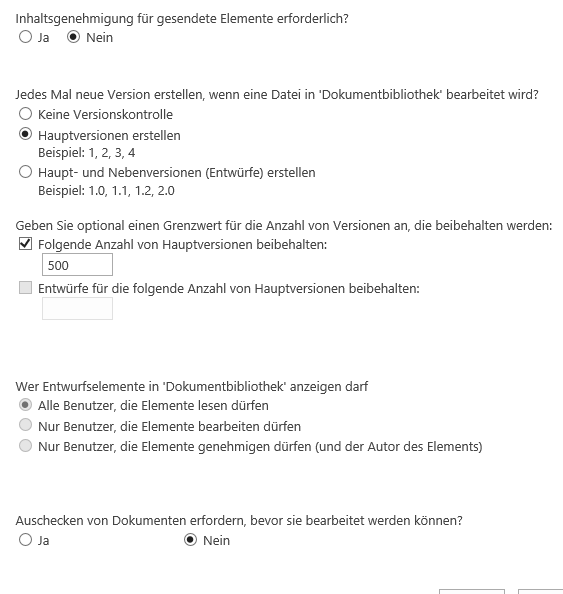 Inhaltsgenehmigung für gesendete Elemente erforderlich?
Ja Nein
Jedes Mal neue Version erstellen, wenn eine Datei in 'Dokumentbibliothek' bearbeitet wird?
Keine Versionskontrolle
Hauptversionen erstellen
Beispiel: 1, 2, 3, 4
Haupt- und Nebenversionen (Entwürfe) erstellen
Beispiel: 1.0, 1.1, 1.2, 2.0
Geben Sie optional einen Grenzwert für die Anzahl von Versionen an, die beibehalten werden:
Folgende Anzahl von Hauptversionen beibehalten:
500
Entwürfe für die folgende Anzahl von Hauptversionen beibehalten:
Wer Entwurfselemente in 'Dokumentbibliothek' anzeigen darf
Alle Benutzer, die Elemente lesen dürfen
Nur Benutzer, die Elemente bearbeiten dürfen
Nur Benutzer, die Elemente genehmigen dürfen (und der Autor des Elements)
Auschecken von Dokumenten erfordern, bevor sie bearbeitet werden können?
Ja Nein